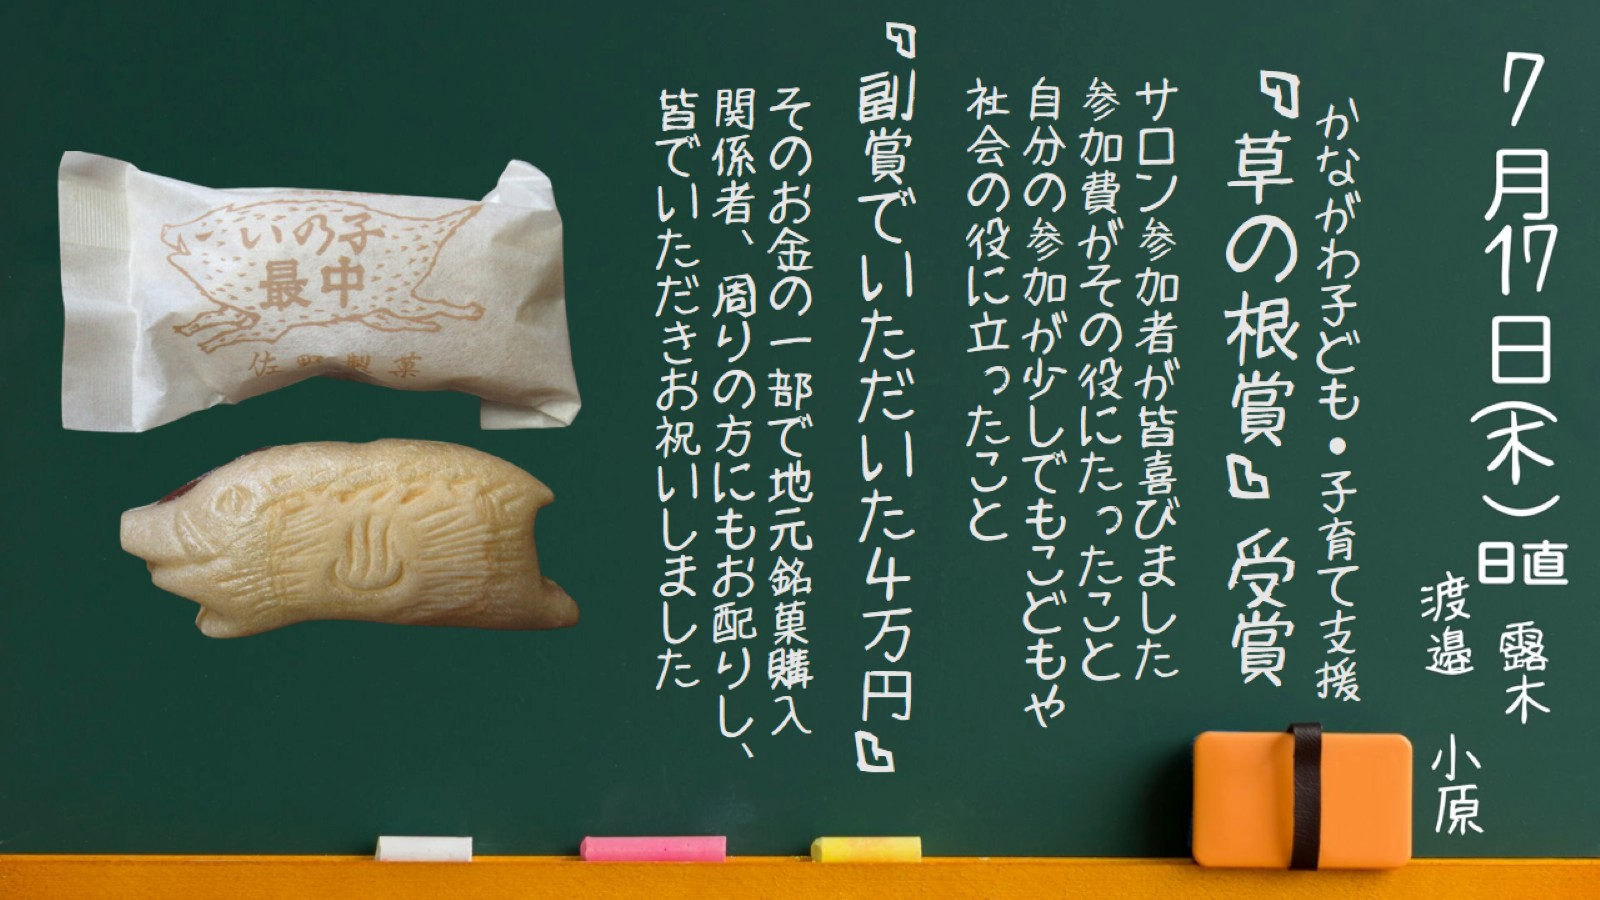 7月17日(木)
日直
露木
渡邉
小原
かながわ子ども・子育て支援
『草の根賞』受賞
サロン参加者が皆喜びました
参加費がその役にたったこと
自分の参加が少しでもこどもや
社会の役に立ったこと
『副賞でいただいた4万円』
そのお金の一部で地元銘菓購入
関係者、周りの方にもお配りし、
皆でいただきお祝いしました
いの子
最中
佐野製菓